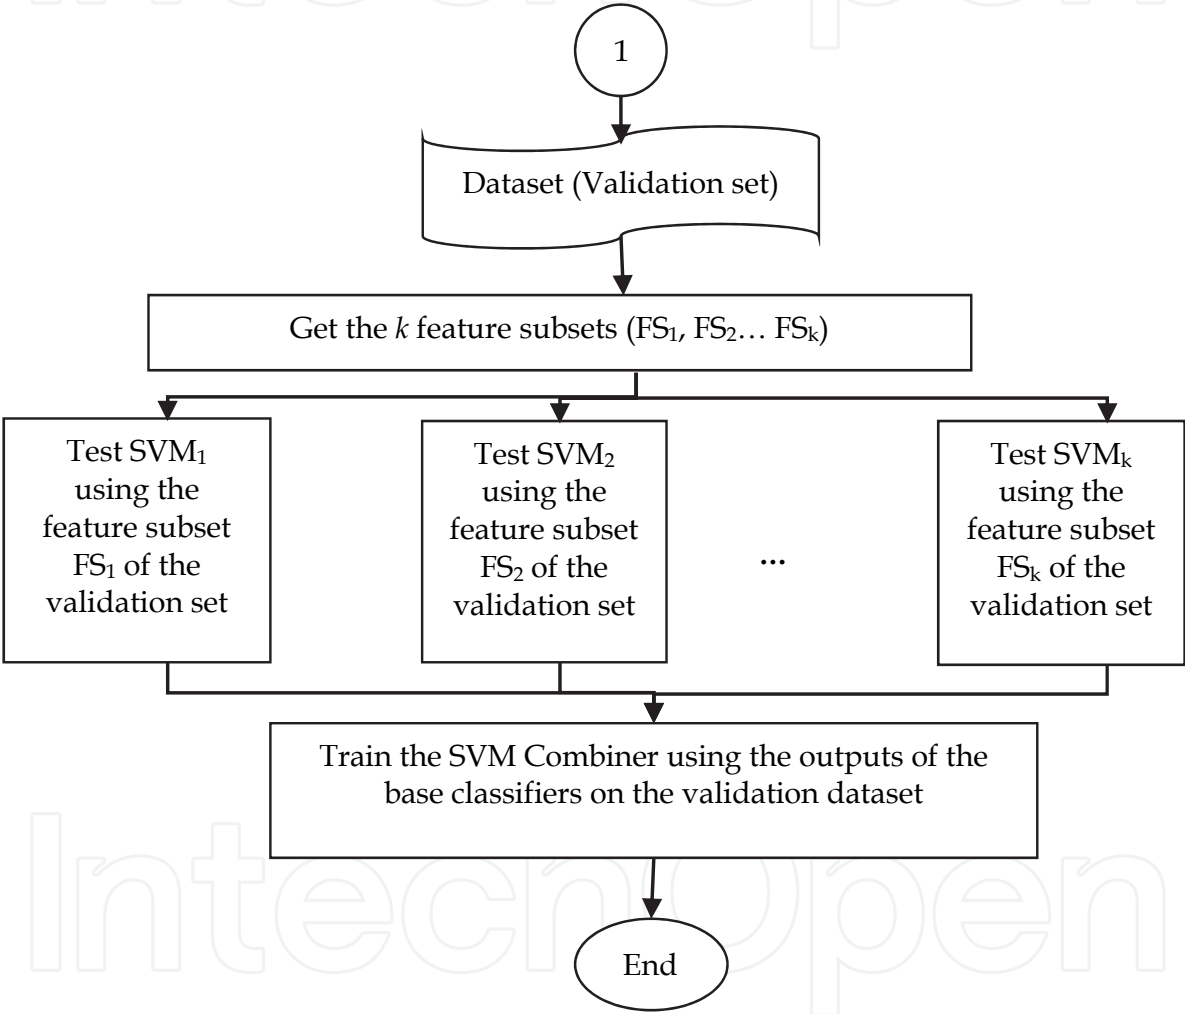 1
Dataset (Validation set)
Get the k feature subsets (FS₁, FS₂… FSₖ)
Test SVM₁
using the
feature subset
FS₁ of the
validation set
Test SVM₂
using the
feature subset
FS₂ of the
validation set
...
Test SVMₖ
using the
feature subset
FSₖ of the
validation set
Train the SVM Combiner using the outputs of the
base classifiers on the validation dataset
End
IntechOpen